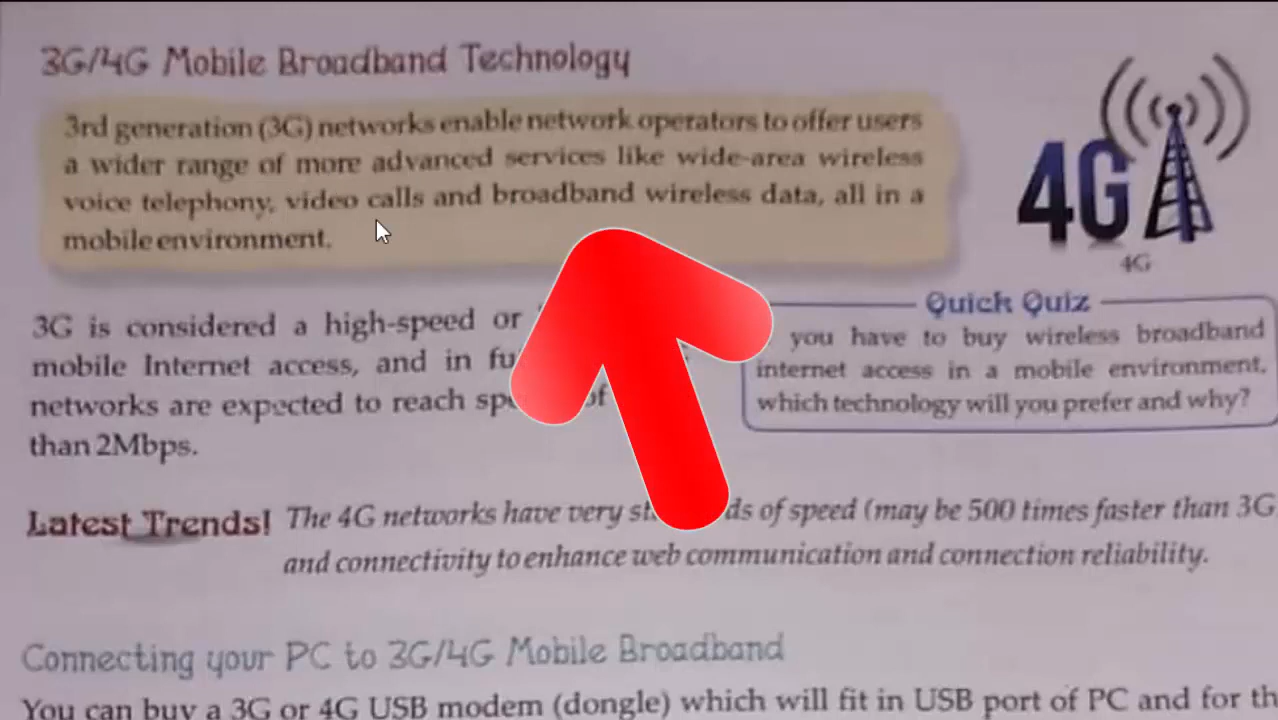 3G/4G Mobile Broadband Technology
3rd generation (3G) networks enable network operators to offer users
a wider range of more advanced services like wide-area wireless
voice telephony, video calls and broadband wireless data, all in a
mobile environment.
4G
4G
3G is considered a high-speed or
mobile Internet access, and in
networks are expected to reach of
than 2Mbps.
Quick Quiz
you have to buy wireless broadband
internet access in a mobile environment,
which technology will you prefer and why?
Latest Trends! The 4G networks have very of speed (may be 500 times faster than 3G
and connectivity to enhance web communication and connection reliability.
Connecting your PC to 3G/4G Mobile Broadband
You can buy a 3G or 4G USB modem (dongle) which will fit in USB port of PC and for